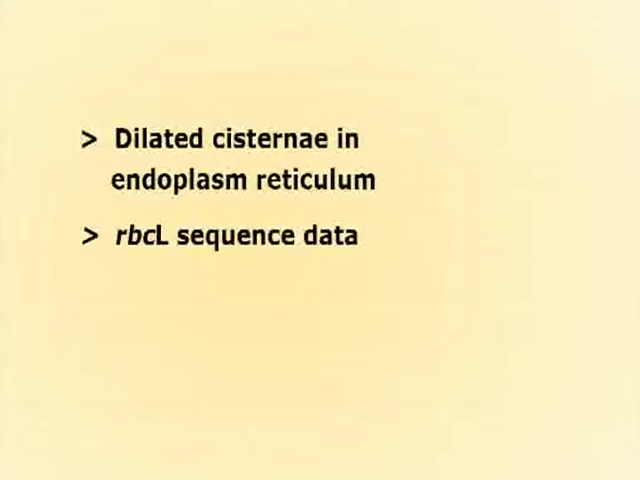 > Dilated cisternae in
endoplasm reticulum
> rbcL sequence data